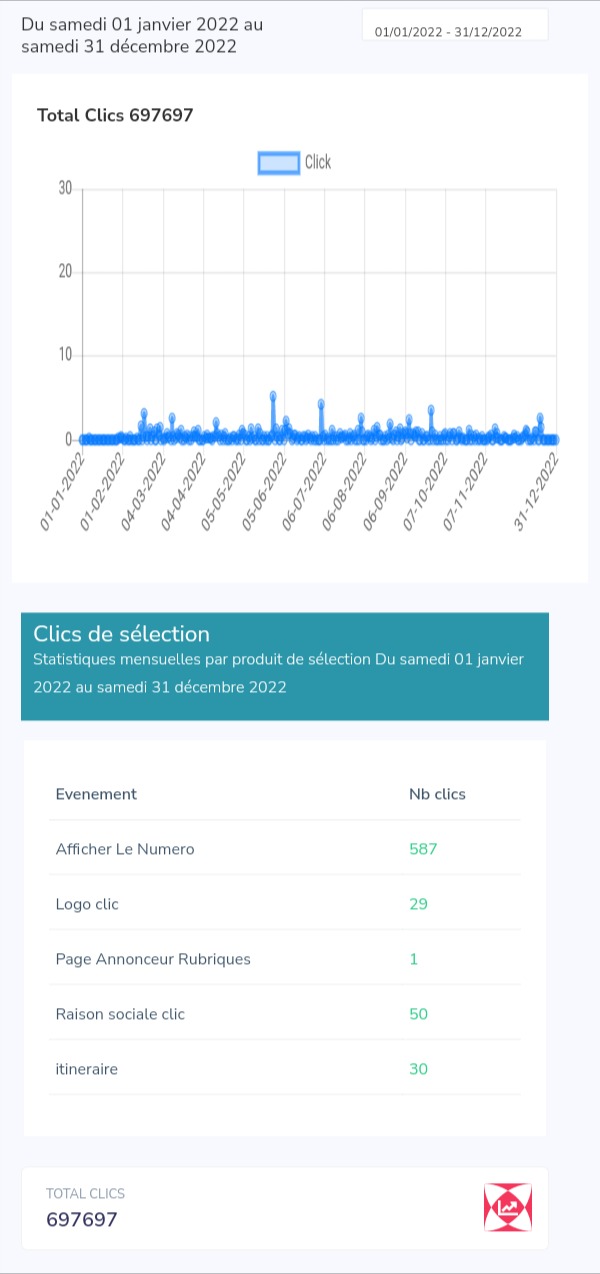 Du samedi 01 janvier 2022 au
samedi 31 décembre 2022
01/01/2022 - 31/12/2022
Total Clics 697697
Click
30
20
10
0
01-01-2022
01-02-2022
04-03-2022
04-04-2022
05-05-2022
05-06-2022
06-07-2022
06-08-2022
06-09-2022
07-10-2022
07-11-2022
31-12-2022
Clics de sélection
Statistiques mensuelles par produit de sélection Du samedi 01 janvier
2022 au samedi 31 décembre 2022
Evenement Nb clics
Afficher Le Numero 587
Logo clic 29
Page Annonceur Rubriques 1
Raison sociale clic 50
itineraire 30
TOTAL CLICS
697697